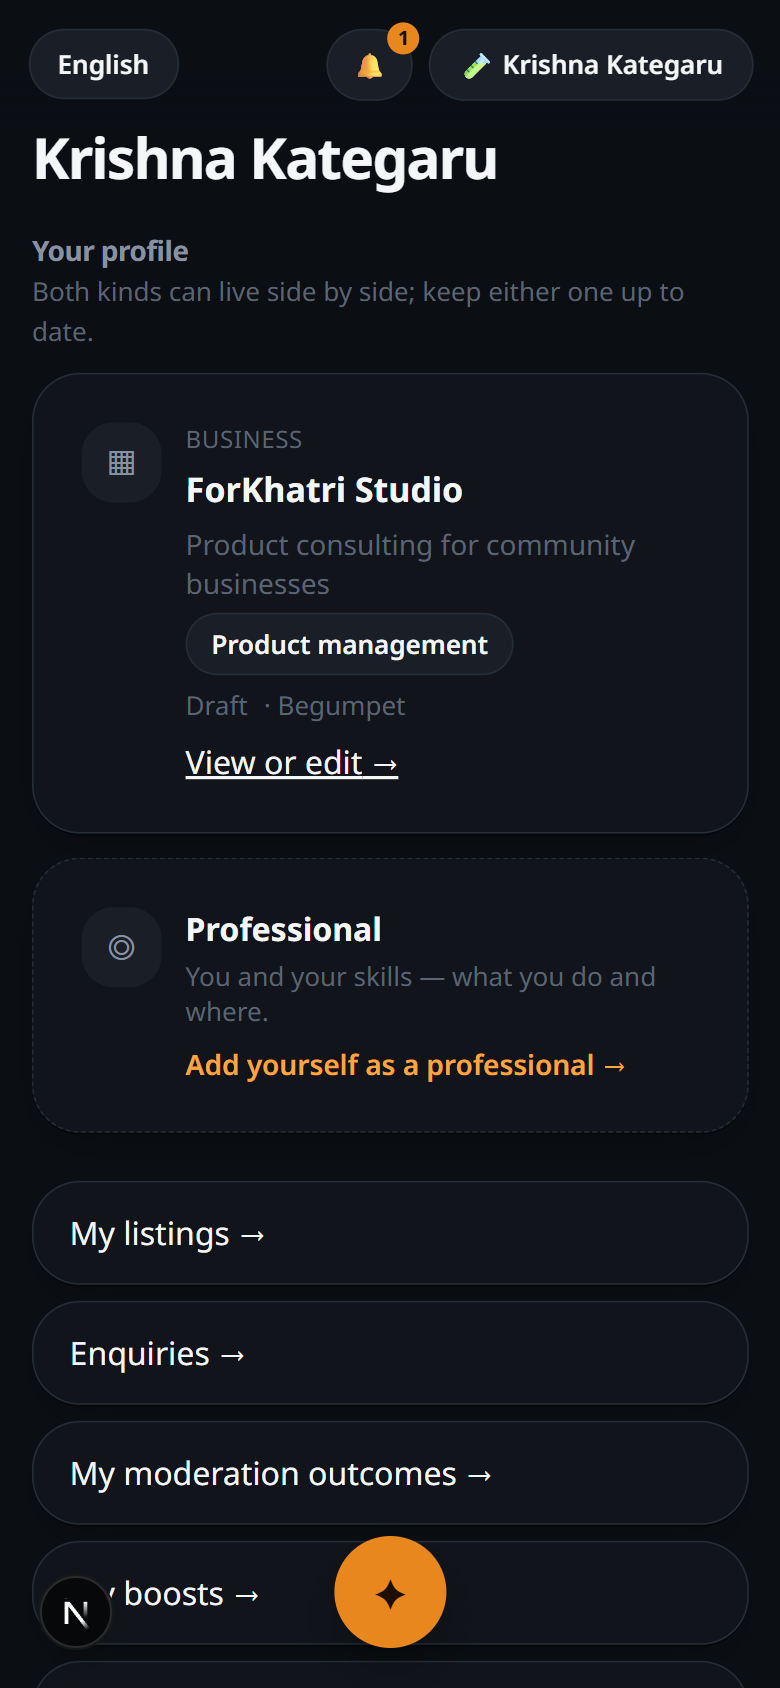 English
1
Krishna Kategaru
Krishna Kategaru
Your profile
Both kinds can live side by side; keep either one up to
date.
BUSINESS
ForKhatri Studio
Product consulting for community
businesses
Product management
Draft · Begumpet
View or edit →
Professional
You and your skills — what you do and
where.
Add yourself as a professional →
My listings →
Enquiries →
My moderation outcomes →
boosts →
N